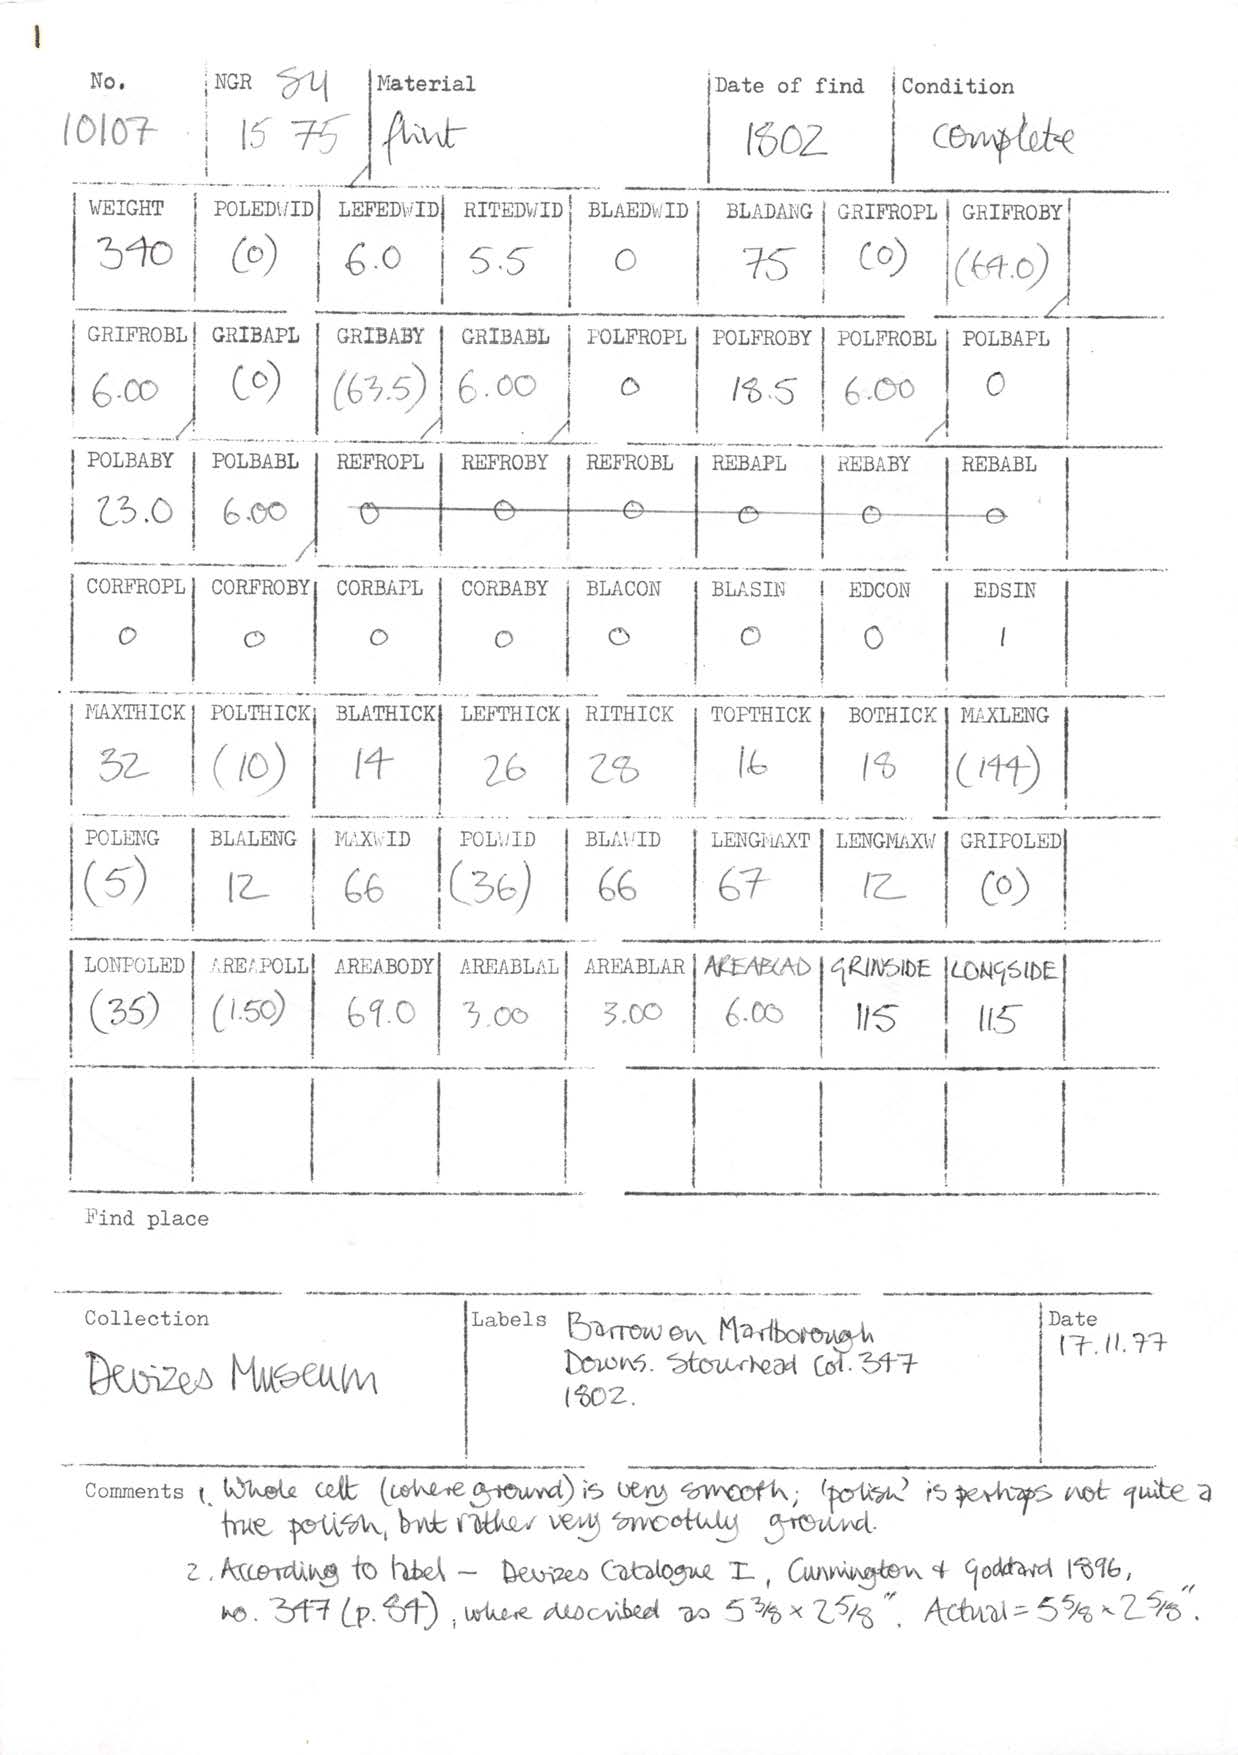 1
No. NGR SU Material Date of find Condition
10107 15 75 flint 1802 complete
WEIGHT POLEDWID LEFEDWID RITEDWID BLAEDWID BLADANG GRIFROPL GRIFROBY
340 (0) 6.0 5.5 0 75 (0) (64.0)
GRIFROBL GRIBAPL GRIBABY GRIBABL POLFROPL POLFROBY POLFROBL POLBAPL
6.00 (0) (63.5) 6.00 0 18.5 6.00 0
POLBABY POLBABL REFROPL REFROBY REFROBL REBAPL REBABY REBABL
23.0 6.00 0 0 0 0 0 0
CORFROPL CORFROBY CORBAPL CORBABY BLACON BLASIN EDCON EDSIN
0 0 0 0 0 0 0 1
MAXTHICK POLTHICK BLATHICK LEFTHICK RITHICK TOPTHICK BOTHICK MAXLENG
32 (10) 14 26 28 16 18 (144)
POLENG BLALENG MAXWID POLWID BLAWID LENGMAXT LENGMAXW GRIPOLED
(5) 12 66 (36) 66 67 12 (0)
LONPOLED AREAPOLL AREABODY AREABLAL AREABLAR AREABLAD GRINSIDE LONGSIDE
(35) (1.50) 69.0 3.00 3.00 6.00 115 115
Find place
Collection Labels Barrow on Marlborough Date
Devizes Museum Downs. Stourhead Col. 347 17.11.77
1802.
Comments 1. Whole celt (where ground) is very smooth; 'polish' is perhaps not quite a
true polish, but rather very smoothly ground.
2. According to label – Devizes Catalogue I, Cunnington & Goddard 1896,
no. 347 (p. 84), where described as 5 3/8 x 2 5/8". Actual = 5 5/8 x 2 5/8".